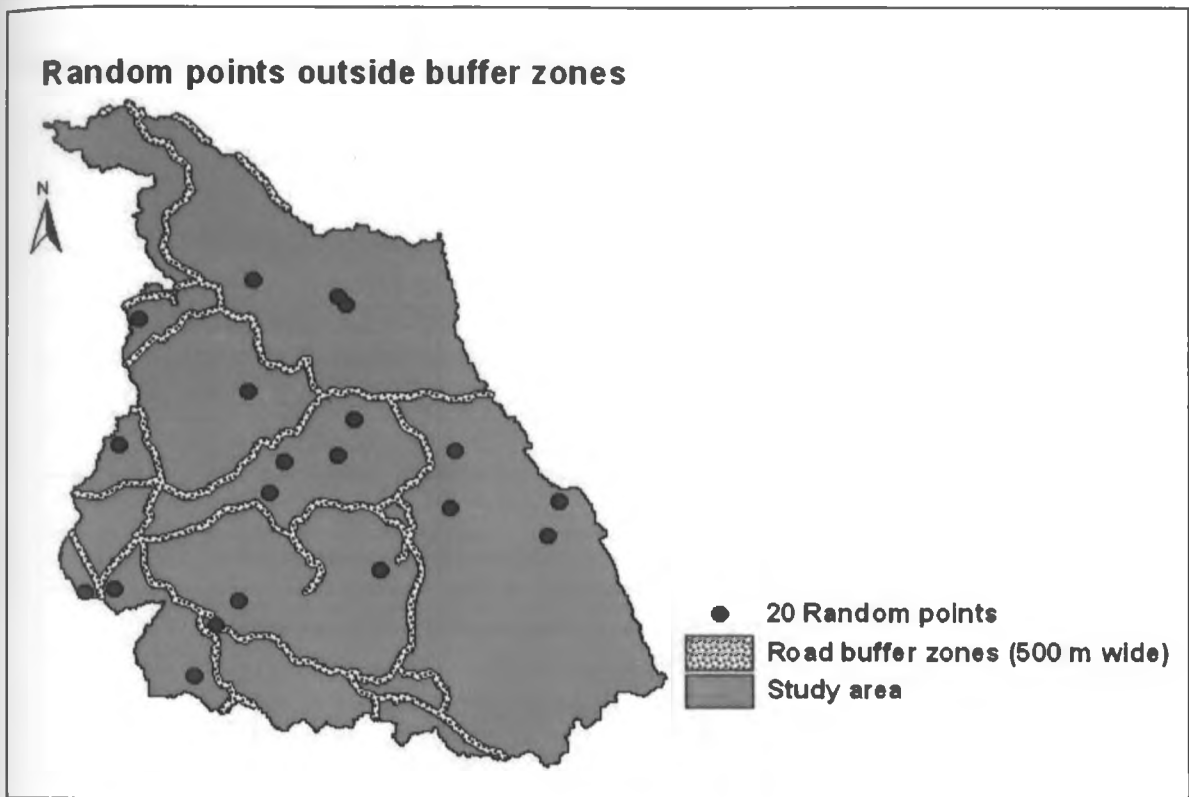 Random points outside buffer zones
N
20 Random points
Road buffer zones (500 m wide)
Study area